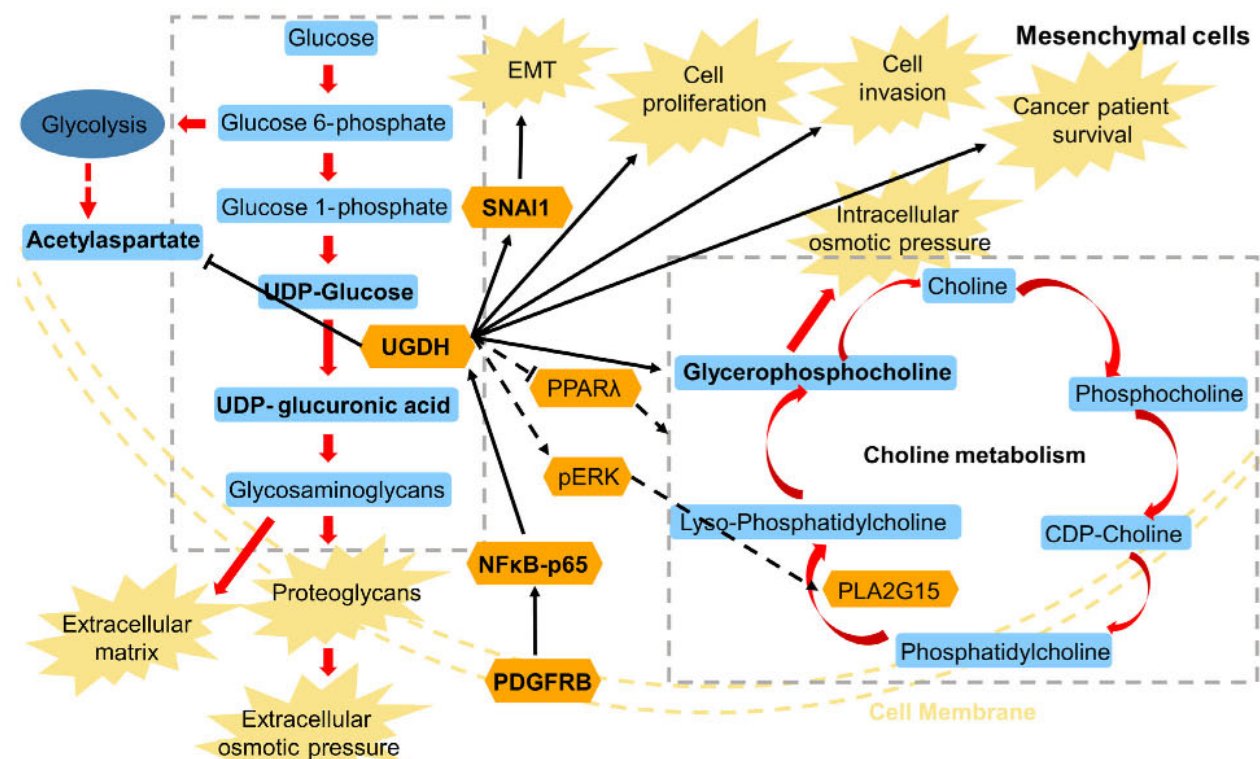 Mesenchymal cells
Glucose
EMT
Cell
proliferation
Cell
invasion
Cancer patient
survival
Glycolysis
Glucose 6-phosphate
Glucose 1-phosphate
SNAI1
Intracellular
osmotic pressure
Acetylaspartate
UDP-Glucose
Choline
UGDH
Glycerophosphocholine
PPARλ
Phosphocholine
UDP- glucuronic acid
Choline metabolism
pERK
Glycosaminoglycans
Lyso-Phosphatidylcholine
CDP-Choline
NFκB-p65
PLA2G15
Proteoglycans
Extracellular
matrix
Phosphatidylcholine
PDGFRB
Cell Membrane
Extracellular
osmotic pressure